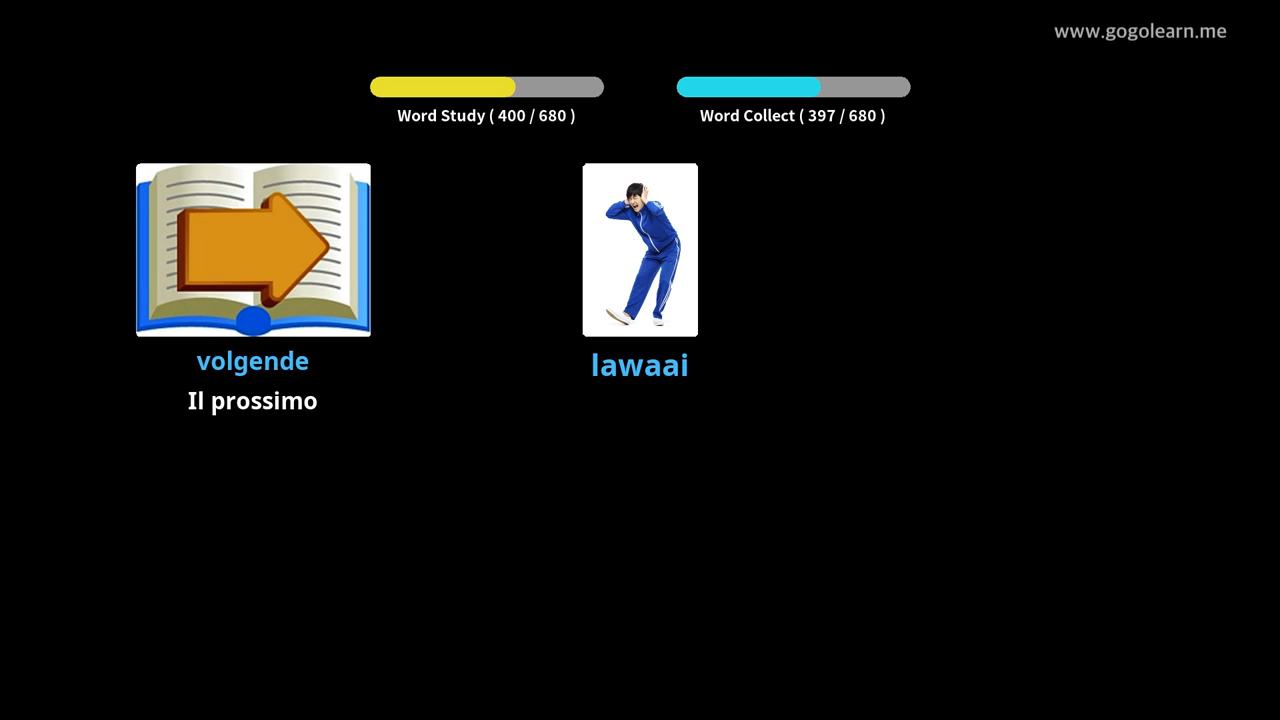 www.gogolearn.me
Word Study ( 400 / 680 )
Word Collect ( 397 / 680 )
volgende
Il prossimo
lawaai